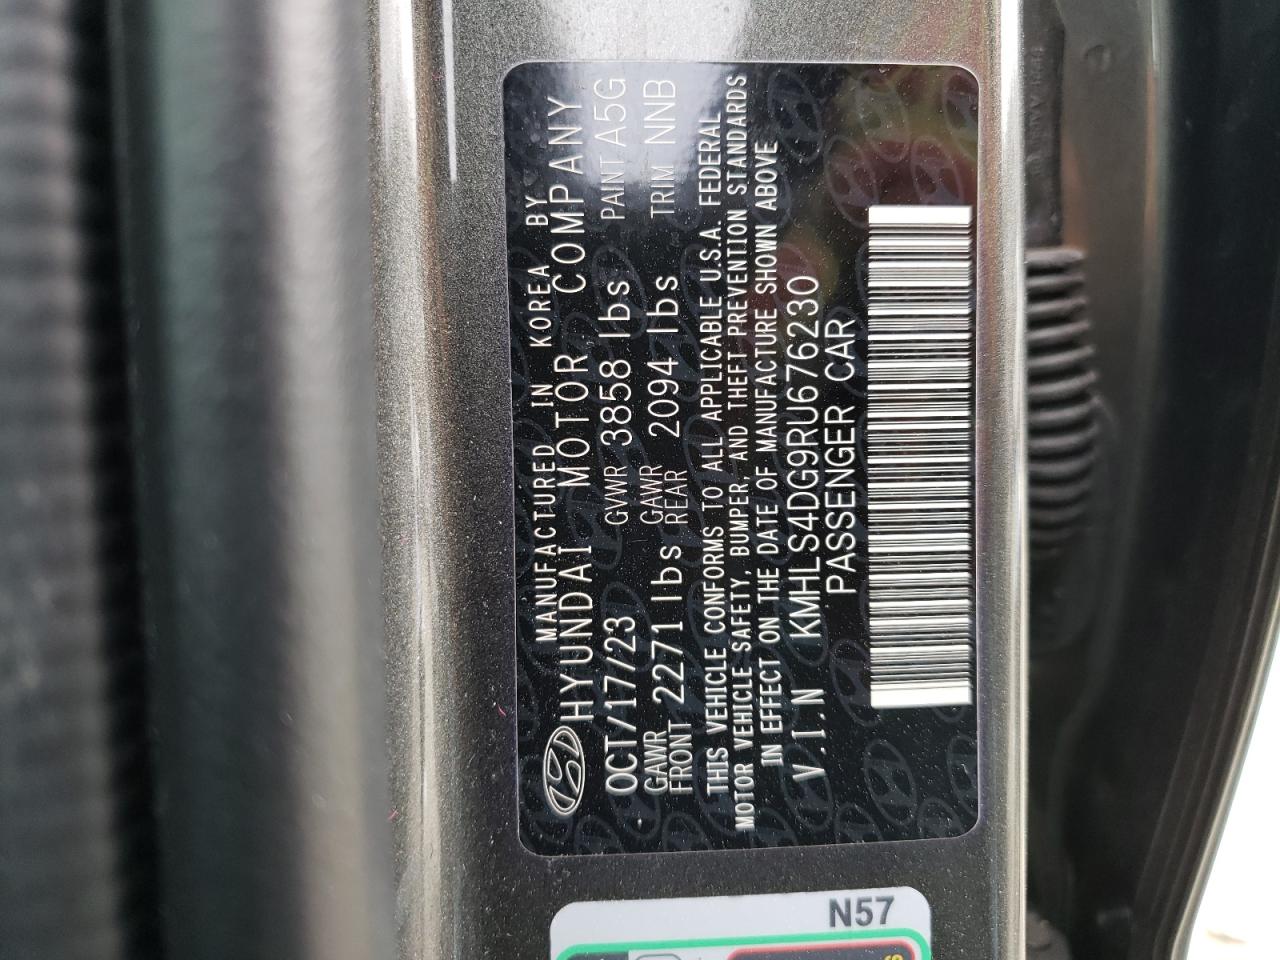 MANUFACTURED IN KOREA BY
HYUNDAI MOTOR COMPANY
OCT/17/23 GVWR 3858 lbs PAINT A5G
GAWR FRONT 2271 lbs GAWR REAR 2094 lbs TRIM NNB
THIS VEHICLE CONFORMS TO ALL APPLICABLE U.S.A. FEDERAL
MOTOR VEHICLE SAFETY, BUMPER, AND THEFT PREVENTION STANDARDS
IN EFFECT ON THE DATE OF MANUFACTURE SHOWN ABOVE
V.I.N KMHLS4DG9RU676230
PASSENGER CAR
N57